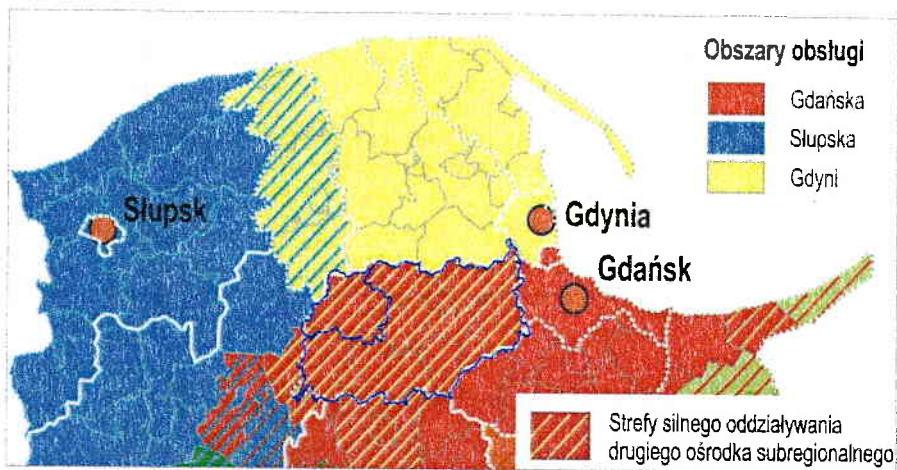 Obszary obsługi
Gdańska
Słupska
Gdyni
Słupsk
Gdynia
Gdańsk
Strefy silnego oddziaływania
drugiego ośrodka subregionalnego